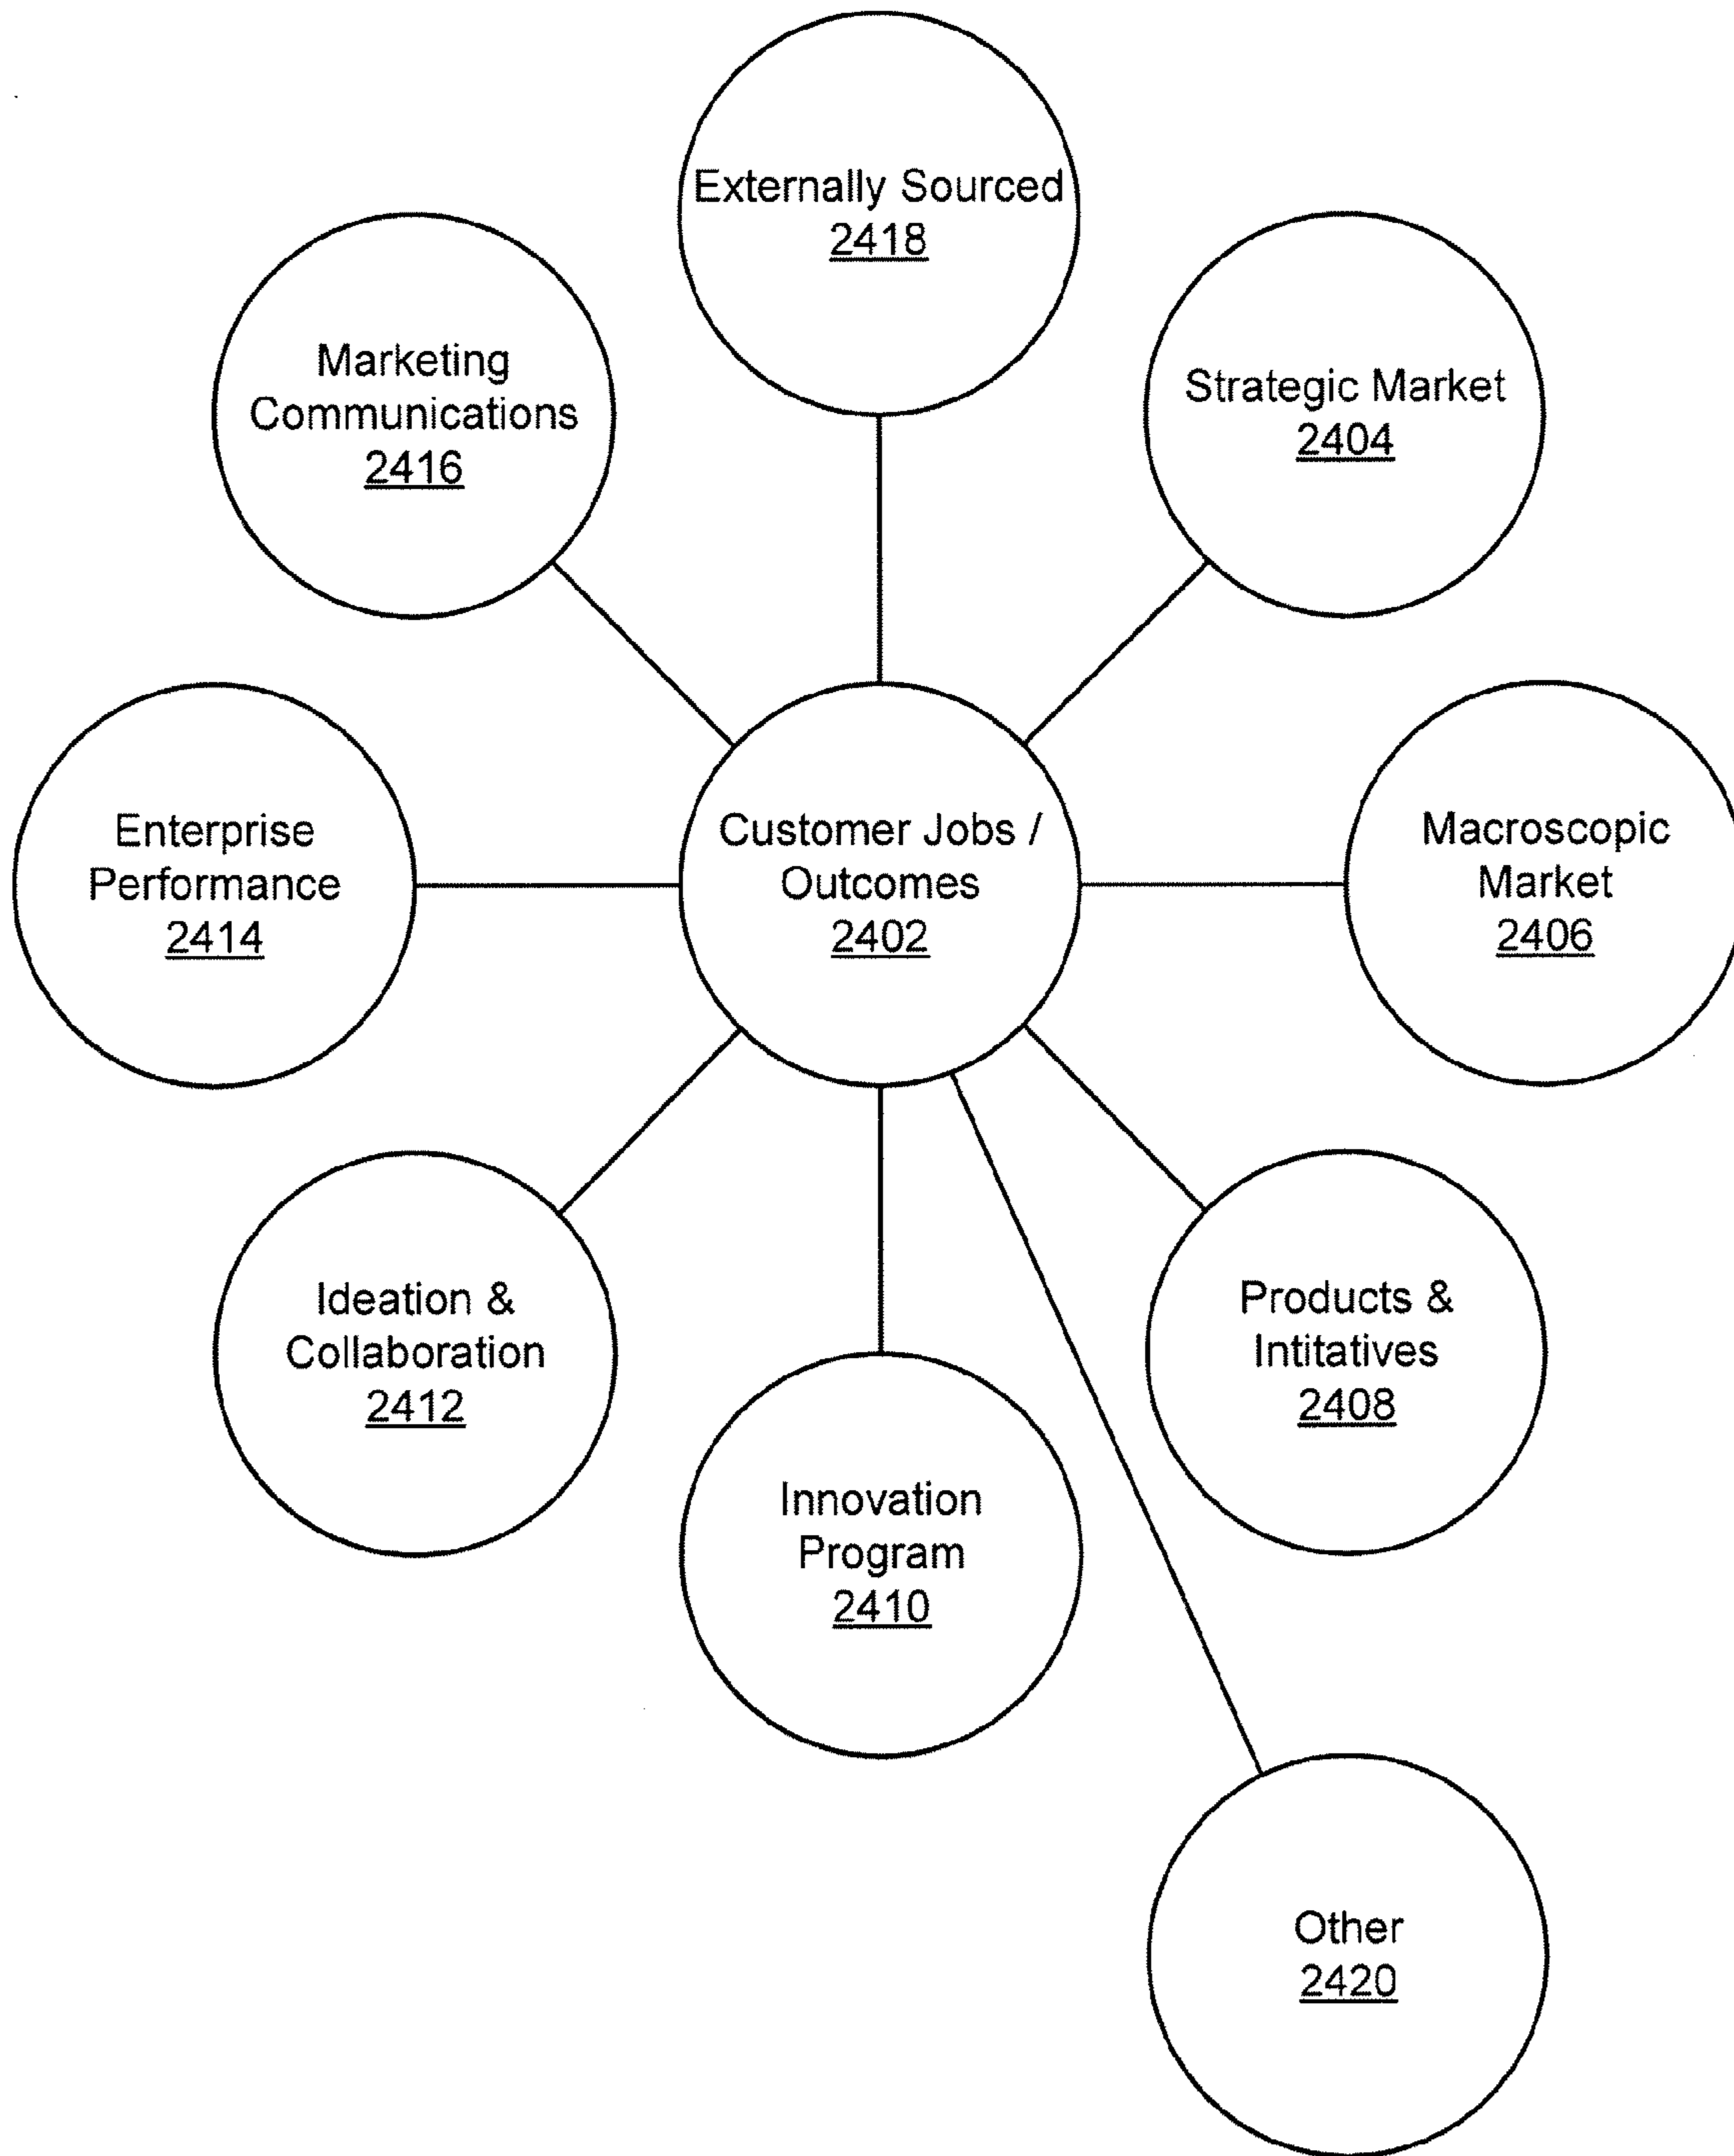 Externally Sourced
2418
Marketing
Communications
2416
Strategic Market
2404
Enterprise
Performance
2414
Customer Jobs /
Outcomes
2402
Macroscopic
Market
2406
Ideation &
Collaboration
2412
Products &
Intitatives
2408
Innovation
Program
2410
Other
2420